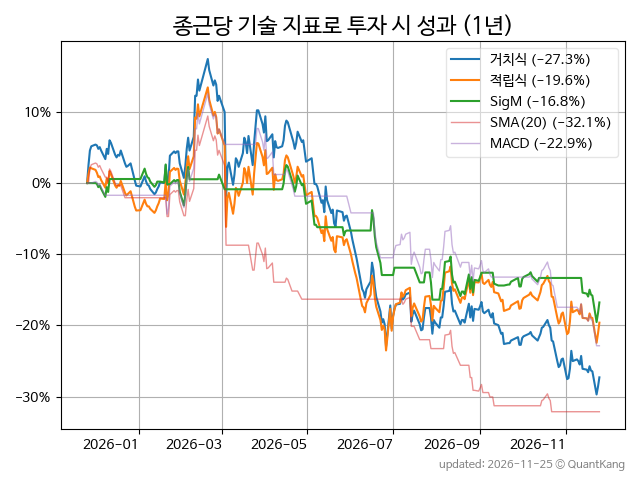 종근당 기술 지표로 투자 시 성과 (1년)
거치식 (−27.3%)
적립식 (−19.6%)
SigM (−16.8%)
SMA(20) (−32.1%)
MACD (−22.9%)
10%
0%
−10%
−20%
−30%
2026-01
2026-03
2026-05
2026-07
2026-09
2026-11
updated: 2026-11-25 ⓒ QuantKang